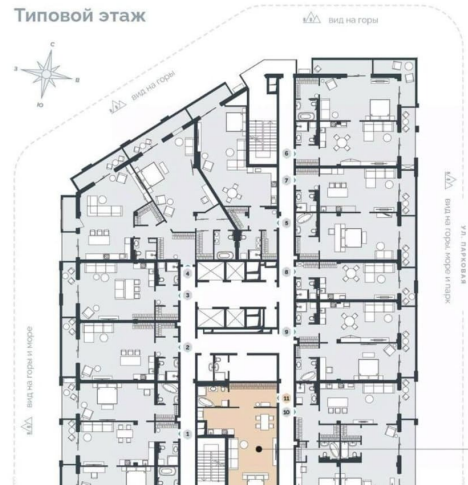 Типовой этаж
вид на горы
С
З
В
Ю
вид на горы
6
7
5
4
8
3
9
2
11
10
1
вид на горы, море и парк
УЛ. ПАРКОВАЯ
вид на горы и море